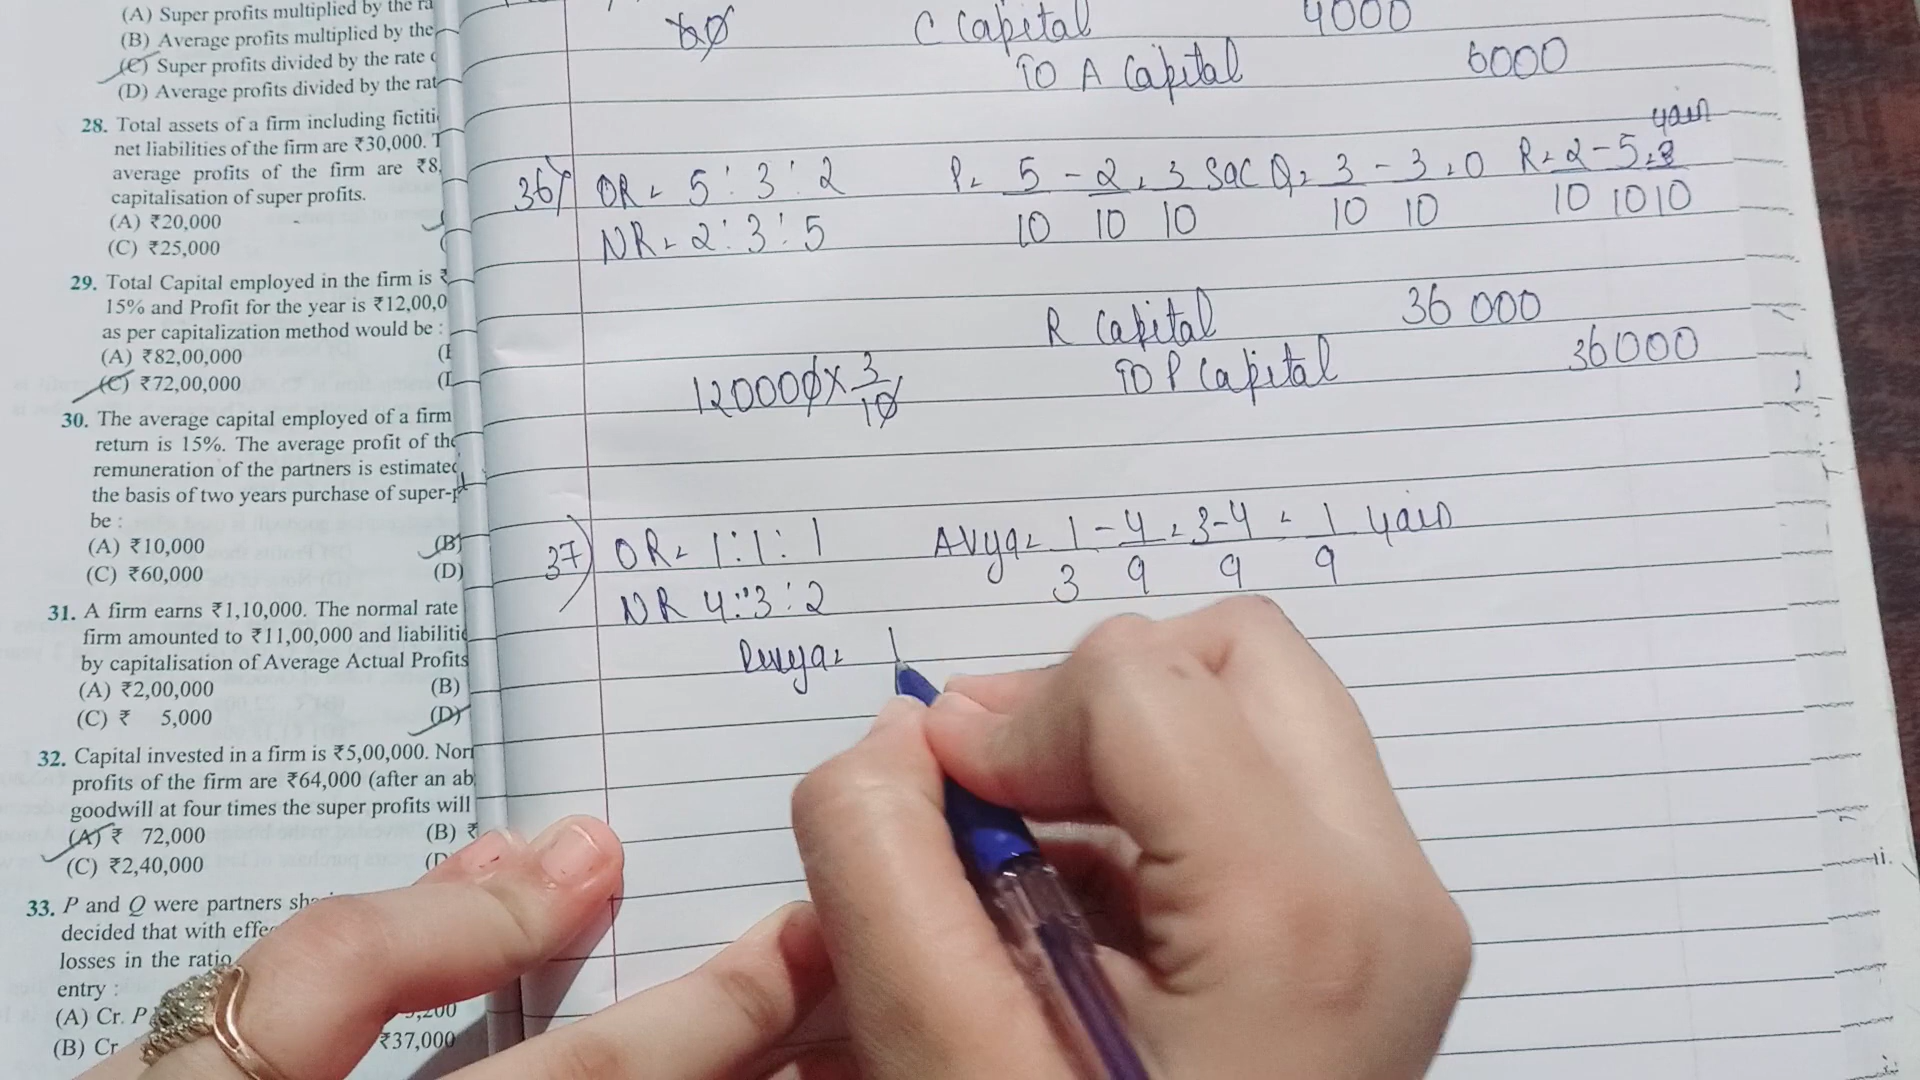 (A) Super profits multiplied by the ra
(B) Average profits multiplied by the
(C) Super profits divided by the rate
(D) Average profits divided by the rat
28. Total assets of a firm including fictiti
net liabilities of the firm are ₹30,000. T
average profits of the firm are ₹8,
capitalisation of super profits.
(A) ₹20,000
(C) ₹25,000
29. Total Capital employed in the firm is ₹
15% and Profit for the year is ₹12,00,0
as per capitalization method would be :
(A) ₹82,00,000
(C) ₹72,00,000
30. The average capital employed of a firm
return is 15%. The average profit of the
remuneration of the partners is estimated
the basis of two years purchase of super-p
be :
(A) ₹10,000 (B)
(C) ₹60,000 (D)
31. A firm earns ₹1,10,000. The normal rate
firm amounted to ₹11,00,000 and liabilitie
by capitalisation of Average Actual Profits
(A) ₹2,00,000 (B)
(C) ₹ 5,000 (D)
32. Capital invested in a firm is ₹5,00,000. Nor
profits of the firm are ₹64,000 (after an ab
goodwill at four times the super profits will
(A) ₹ 72,000 (B) ₹
(C) ₹2,40,000 (D
33. P and Q were partners sh
decided that with effe
losses in the ratio
entry :
(A) Cr. P
(B) Cr ₹37,000
C Capital 4000
To A Capital 6000
36) OR = 5 : 3 : 2 P = 5/10 - 2/10 = 3/10 Sac Q = 3/10 - 3/10 = 0 R = 2/10 - 5/10 = 3/10 gain
NR = 2 : 3 : 5
R Capital 36 000
To P Capital 36000
120000 × 3/10
37) OR = 1 : 1 : 1 Avya = 1/3 - 4/9 = 3-4/9 = 1/9 gain
NR 4 : 3 : 2
Divya = 1